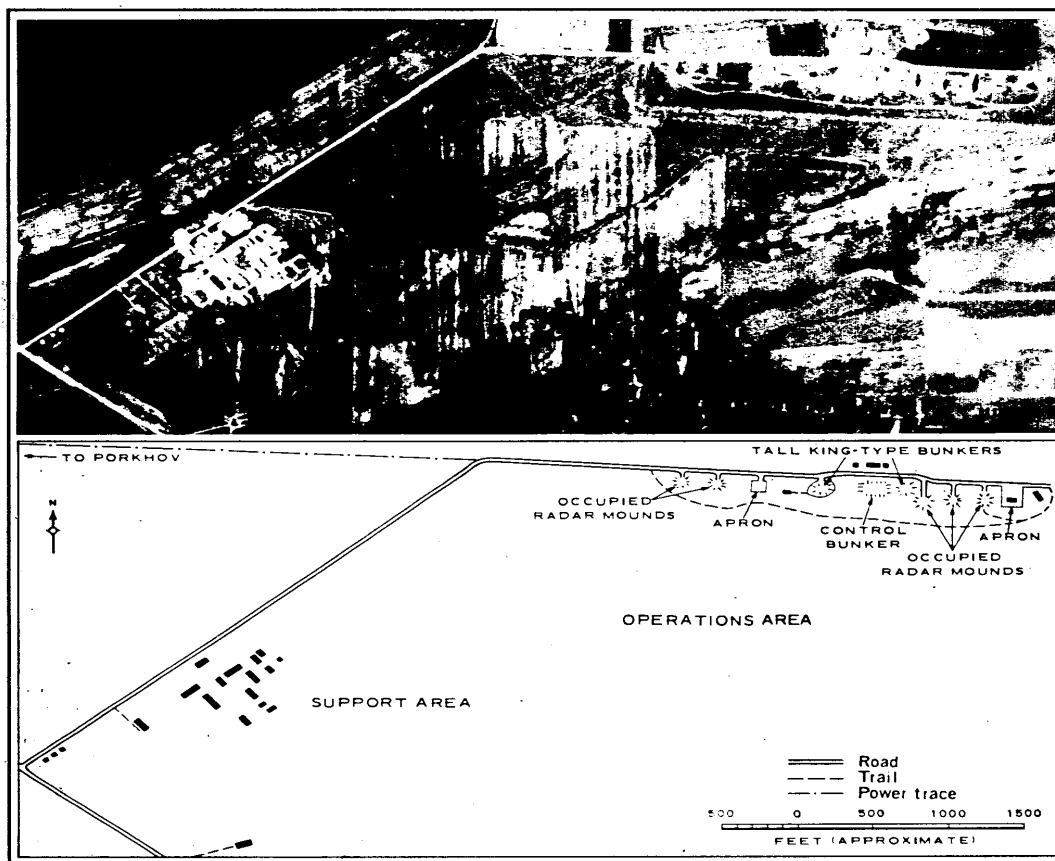 TO PORKHOV
TALL KING-TYPE BUNKERS
N
OCCUPIED
RADAR MOUNDS
APRON
CONTROL
BUNKER
OCCUPIED
RADAR MOUNDS
APRON
OPERATIONS AREA
SUPPORT AREA
Road
Trail
Power trace
500 0 500 1000 1500
FEET (APPROXIMATE)